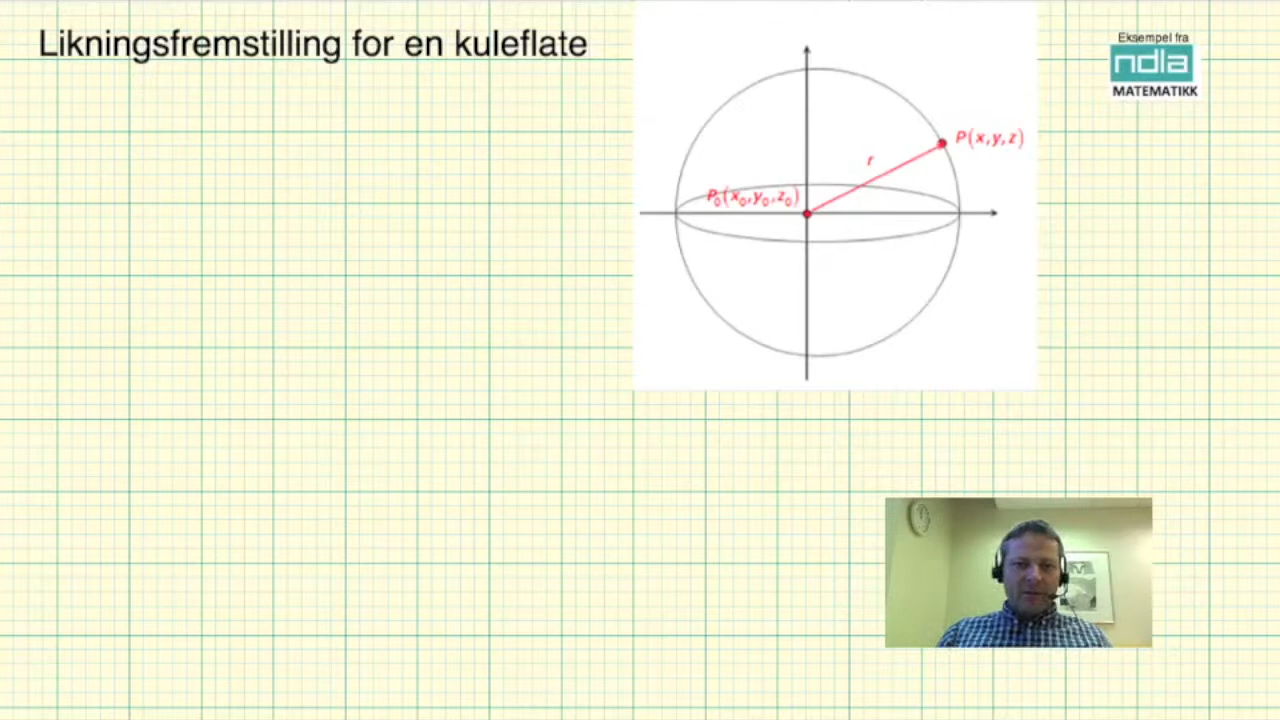 Likningsfremstilling for en kuleflate
Eksempel fra
ndla
MATEMATIKK
P(x,y,z)
r
P₀(x₀,y₀,z₀)